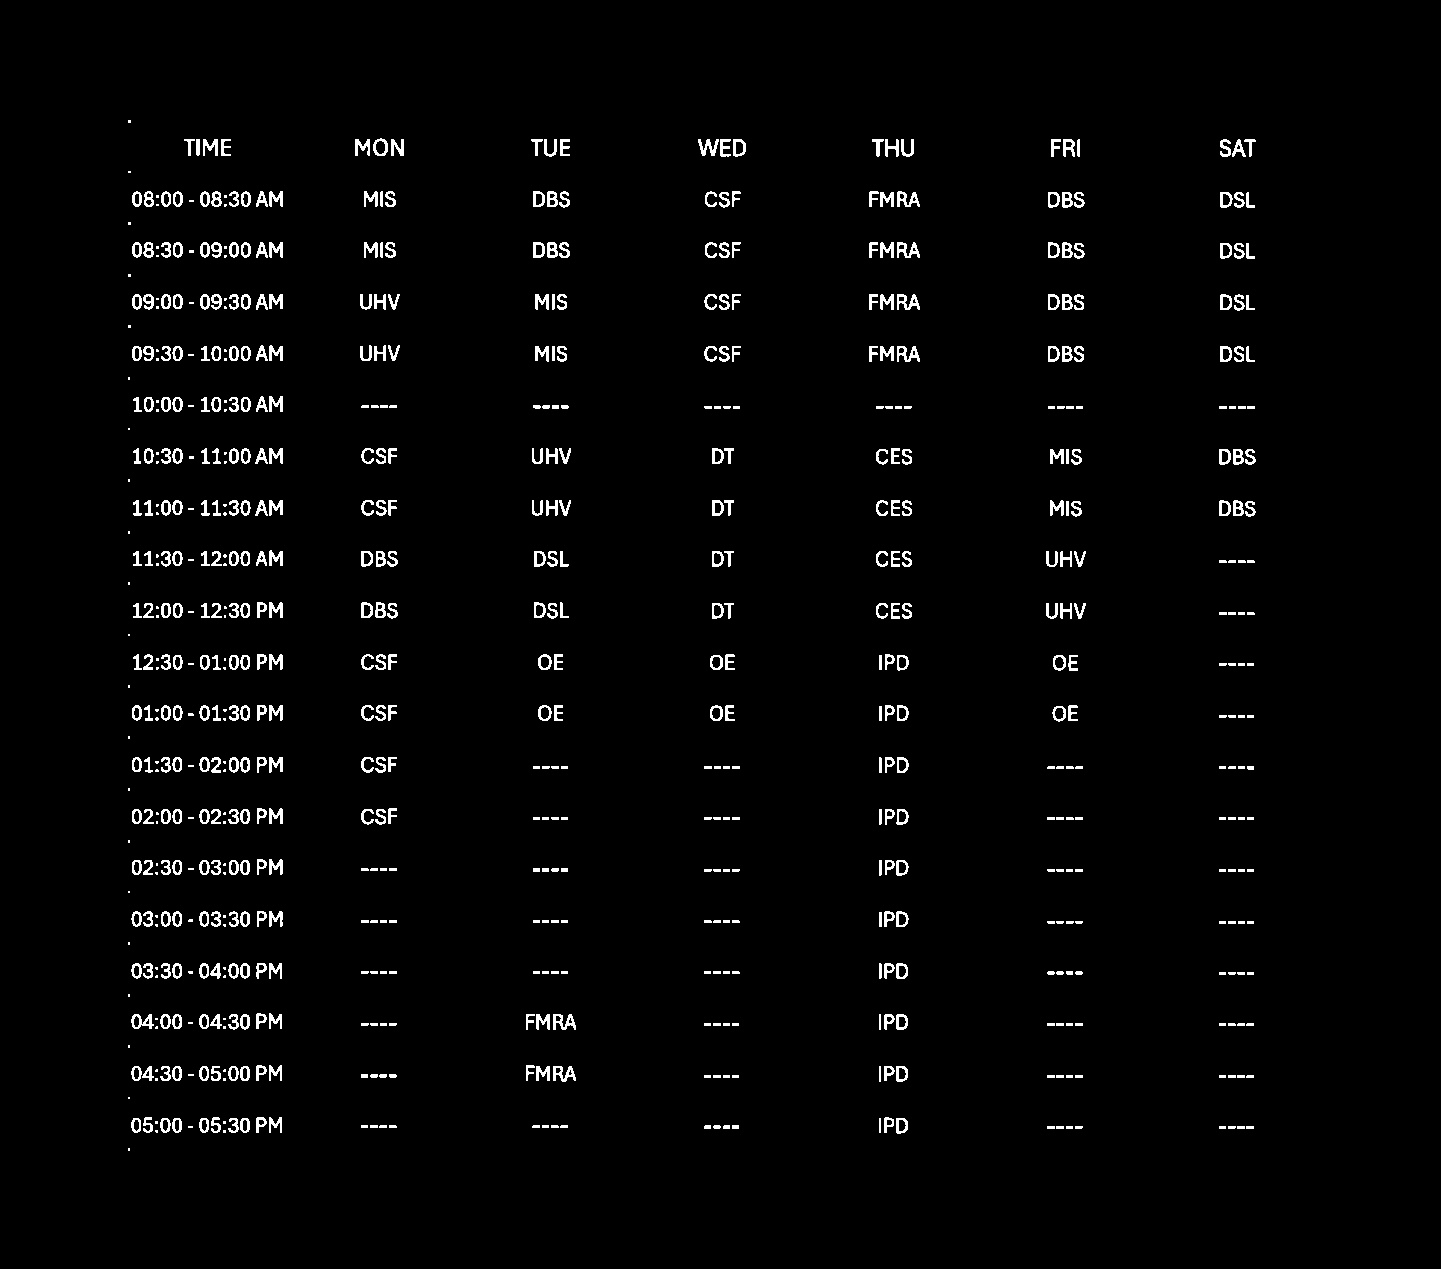 TIME MON TUE WED THU FRI SAT
08:00 - 08:30 AM MIS DBS CSF FMRA DBS DSL
08:30 - 09:00 AM MIS DBS CSF FMRA DBS DSL
09:00 - 09:30 AM UHV MIS CSF FMRA DBS DSL
09:30 - 10:00 AM UHV MIS CSF FMRA DBS DSL
10:00 - 10:30 AM ---- ---- ---- ---- ---- ----
10:30 - 11:00 AM CSF UHV DT CES MIS DBS
11:00 - 11:30 AM CSF UHV DT CES MIS DBS
11:30 - 12:00 AM DBS DSL DT CES UHV ----
12:00 - 12:30 PM DBS DSL DT CES UHV ----
12:30 - 01:00 PM CSF OE OE IPD OE ----
01:00 - 01:30 PM CSF OE OE IPD OE ----
01:30 - 02:00 PM CSF ---- ---- IPD ---- ----
02:00 - 02:30 PM CSF ---- ---- IPD ---- ----
02:30 - 03:00 PM ---- ---- ---- IPD ---- ----
03:00 - 03:30 PM ---- ---- ---- IPD ---- ----
03:30 - 04:00 PM ---- ---- ---- IPD ---- ----
04:00 - 04:30 PM ---- FMRA ---- IPD ---- ----
04:30 - 05:00 PM ---- FMRA ---- IPD ---- ----
05:00 - 05:30 PM ---- ---- ---- IPD ---- ----